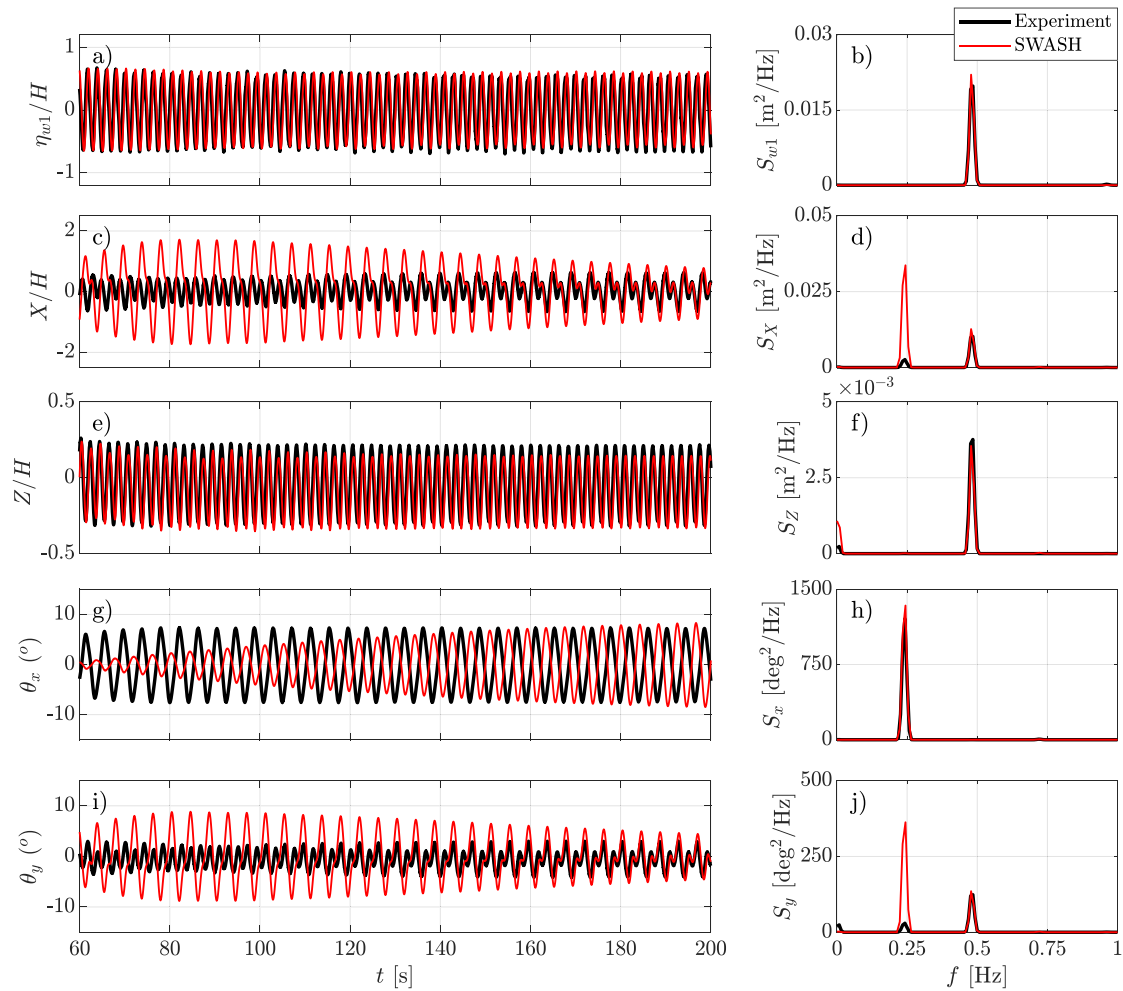 Experiment
SWASH
a)
1
0
-1
η_{w1}/H
b)
0.03
0.015
0
S_{w1} [m²/Hz]
c)
2
0
-2
X/H
d)
0.05
0.025
0
S_X [m²/Hz]
e)
0.5
0
-0.5
Z/H
×10⁻³
f)
5
2.5
0
S_Z [m²/Hz]
g)
10
0
-10
θ_x (°)
h)
1500
750
0
S_x [deg²/Hz]
i)
10
0
-10
θ_y (°)
60 80 100 120 140 160 180 200
t [s]
j)
500
250
0
S_y [deg²/Hz]
0 0.25 0.5 0.75 1
f [Hz]